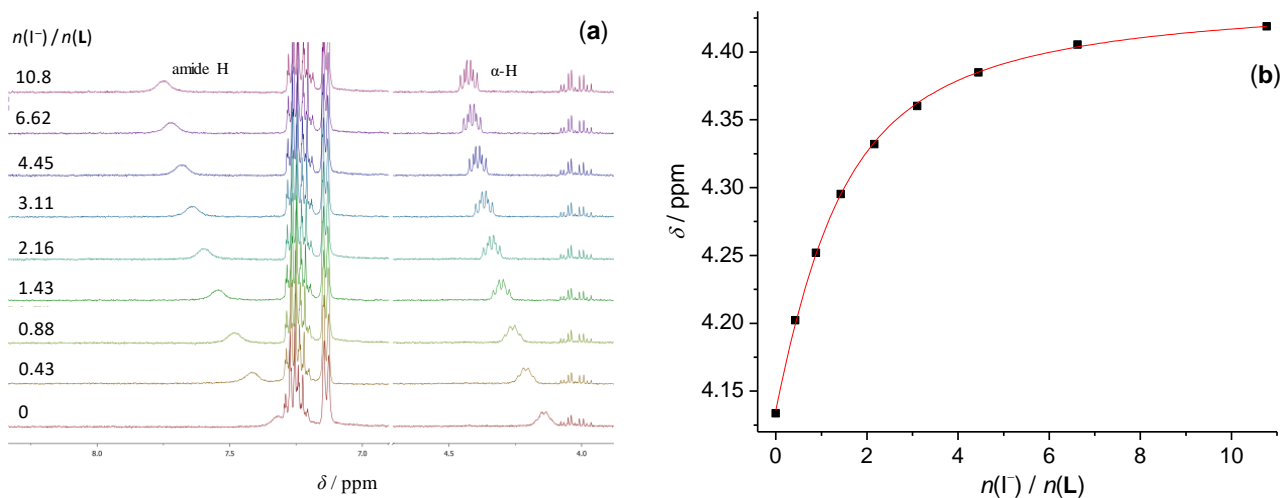 n(I⁻) / n(L)
(a)
amide H
α-H
10.8
6.62
4.45
3.11
2.16
1.43
0.88
0.43
0
8.0 7.5 7.0 4.5 4.0
δ / ppm
(b)
4.40
4.35
4.30
4.25
4.20
4.15
δ / ppm
0 2 4 6 8 10
n(I⁻) / n(L)